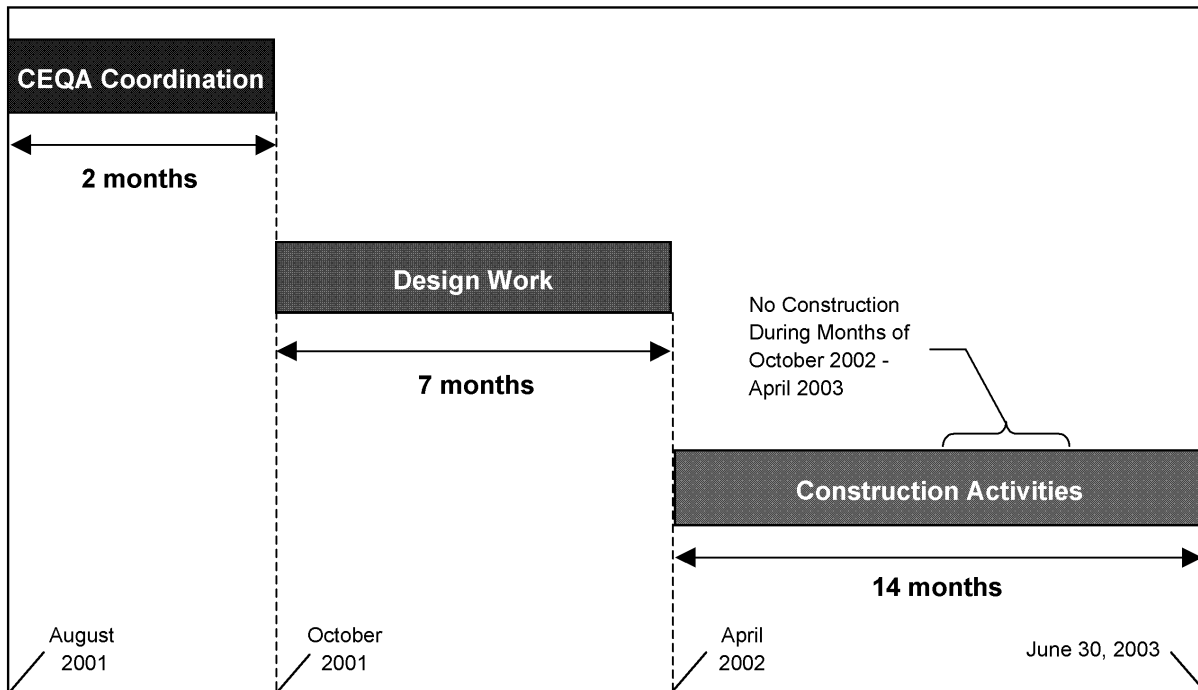 CEQA Coordination
2 months
Design Work
7 months
No Construction
During Months of
October 2002 -
April 2003
Construction Activities
14 months
August
2001
October
2001
April
2002
June 30, 2003